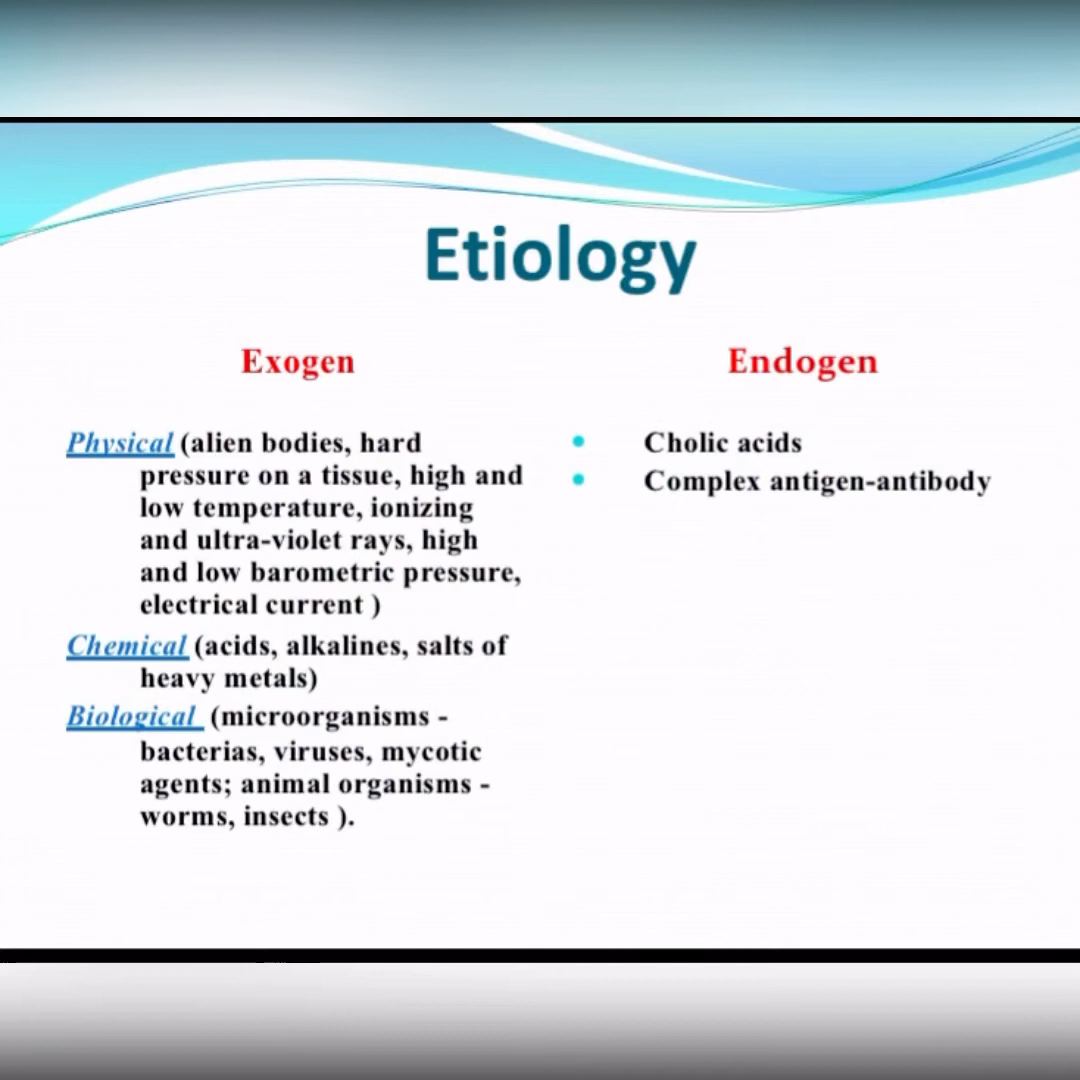 Etiology
Exogen
Physical (alien bodies, hard
pressure on a tissue, high and
low temperature, ionizing
and ultra-violet rays, high
and low barometric pressure,
electrical current )
Chemical (acids, alkalines, salts of
heavy metals)
Biological (microorganisms -
bacterias, viruses, mycotic
agents; animal organisms -
worms, insects ).
Endogen
• Cholic acids
• Complex antigen-antibody